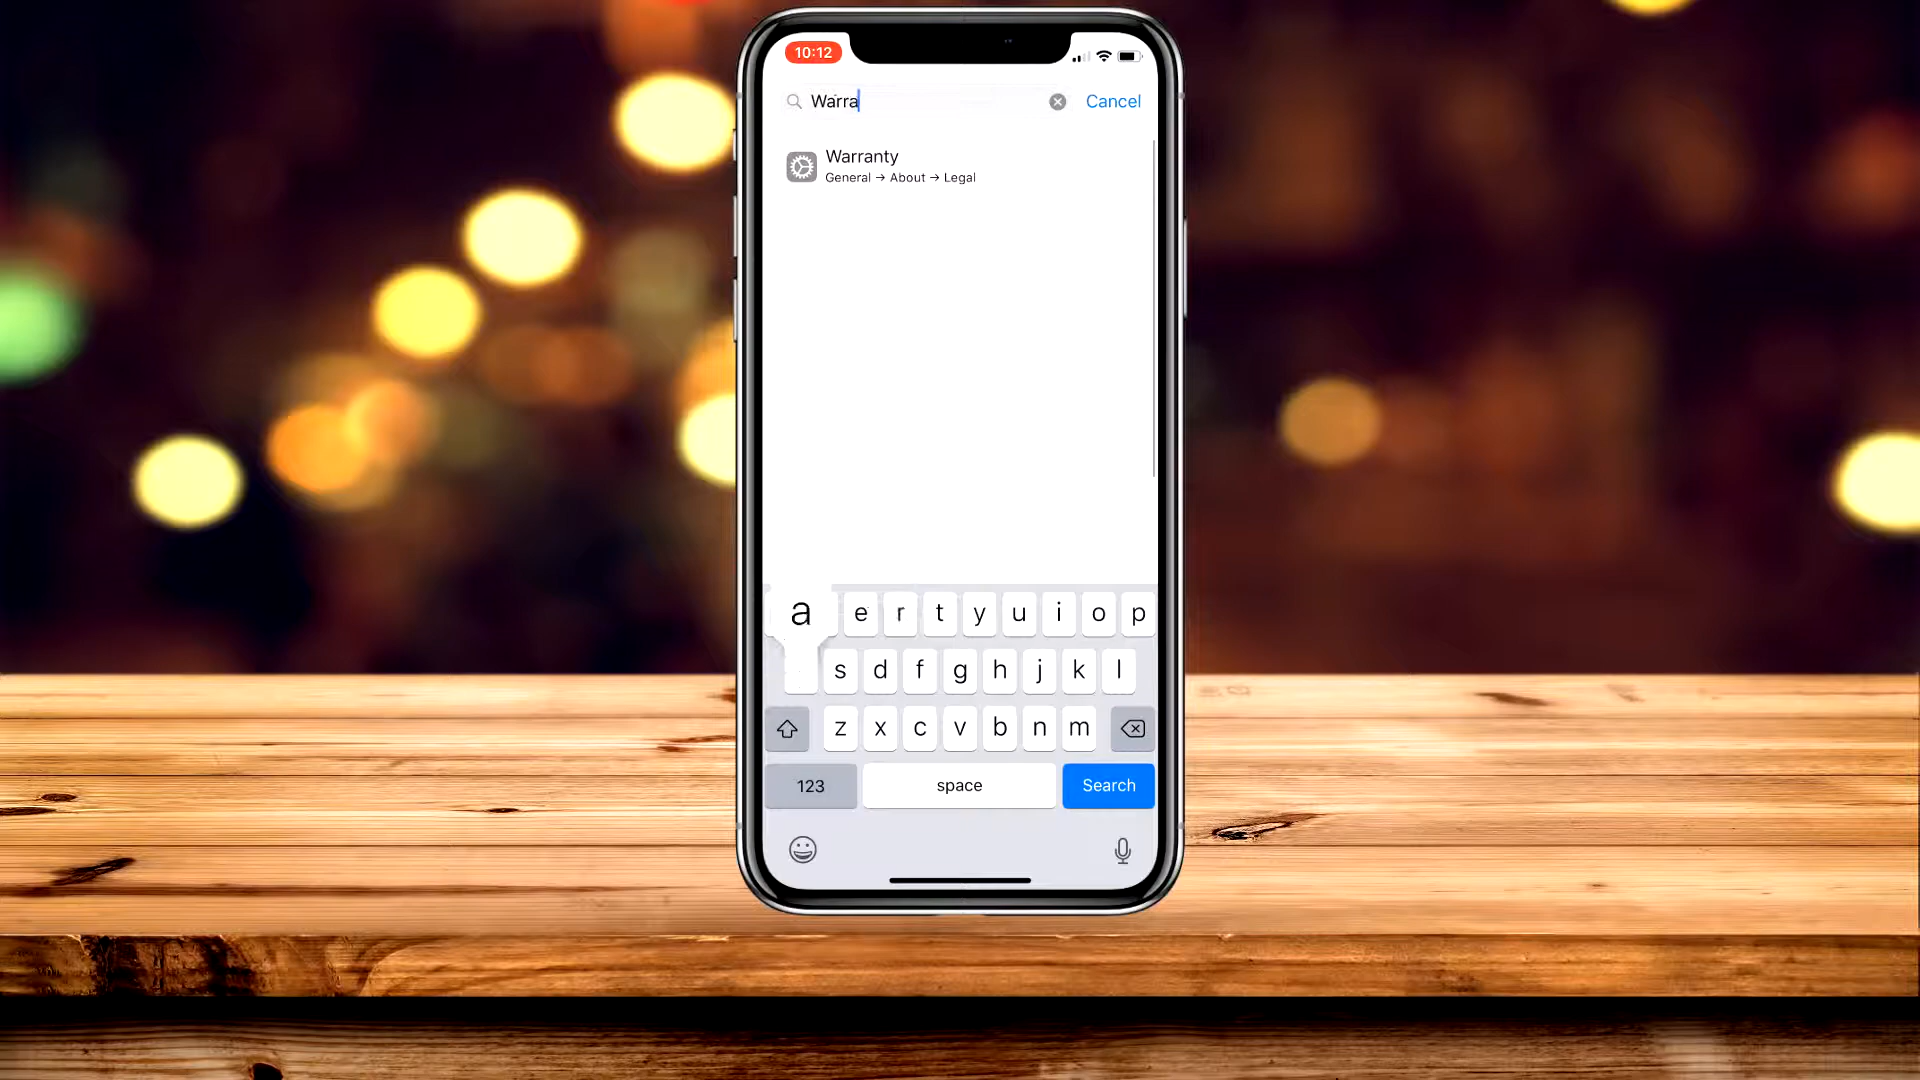 10:12
Warra
Cancel
Warranty
General → About → Legal
a e r t y u i o p
s d f g h j k l
z x c v b n m
123 space Search